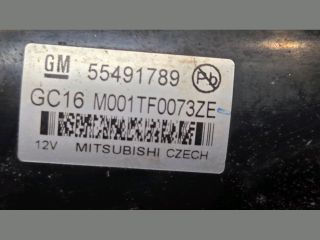 GM 55491789 Pb
GC16 M001TF0073ZE
12V MITSUBISHI CZECH